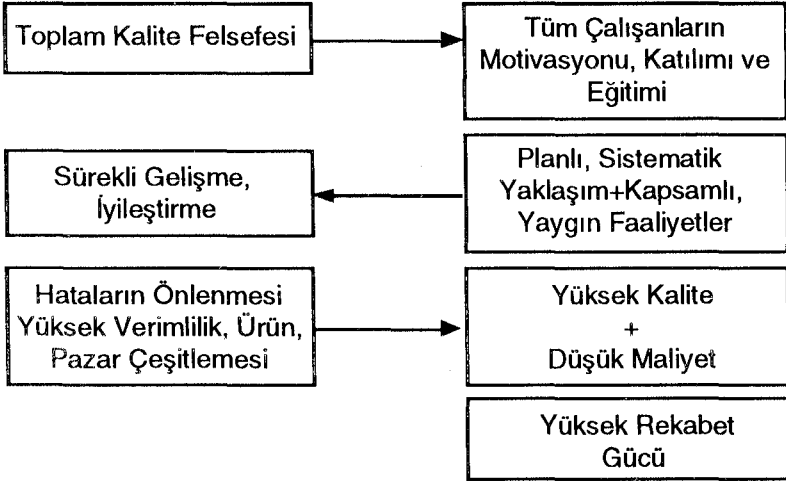 Toplam Kalite Felsefesi
Tüm Çalışanların
Motivasyonu, Katılımı ve
Eğitimi
Sürekli Gelişme,
İyileştirme
Planlı, Sistematik
Yaklaşım+Kapsamlı,
Yaygın Faaliyetler
Hataların Önlenmesi
Yüksek Verimlilik, Ürün,
Pazar Çeşitlemesi
Yüksek Kalite
+
Düşük Maliyet
Yüksek Rekabet
Gücü